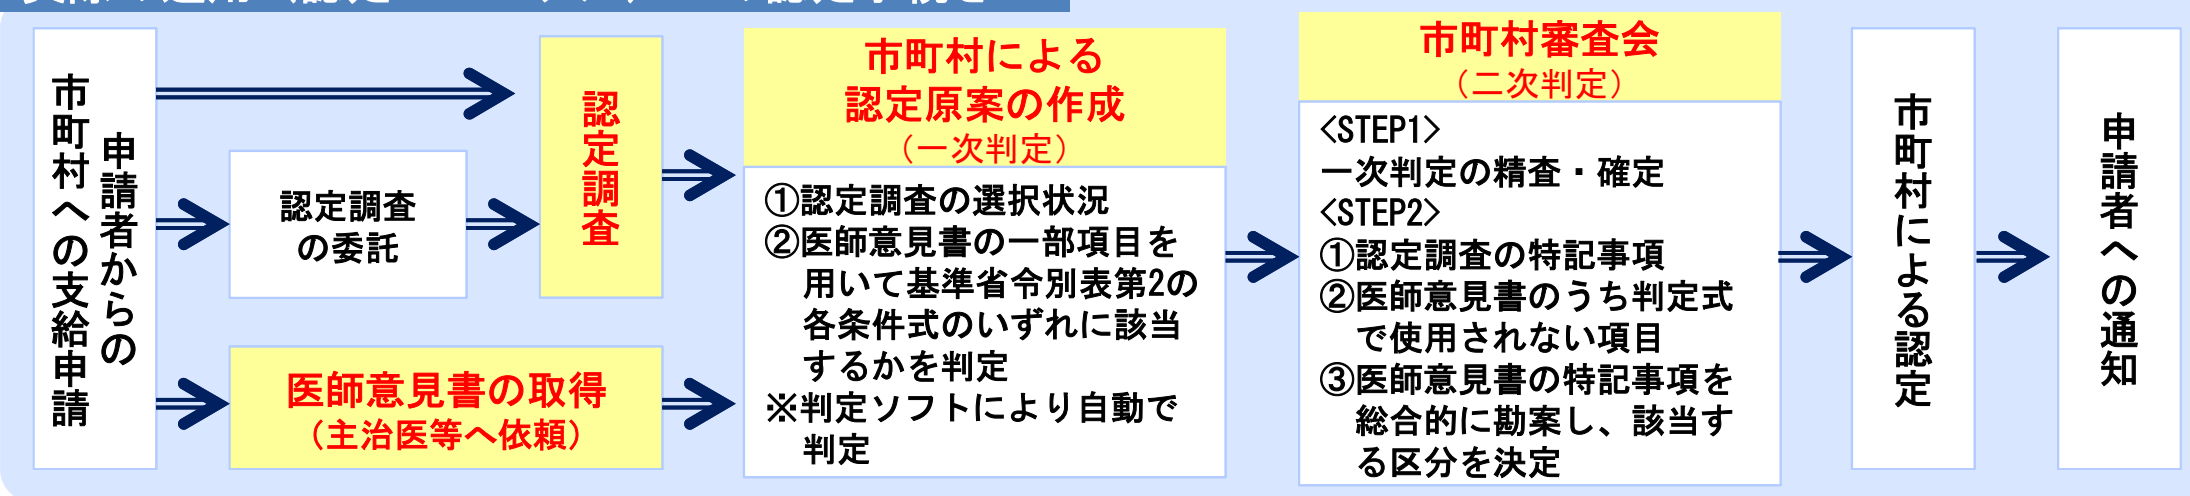 申請者からの
市町村への支給申請
認定調査
の委託
認定調査
医師意見書の取得
（主治医等へ依頼）
市町村による
認定原案の作成
（一次判定）
①認定調査の選択状況
②医師意見書の一部項目を
用いて基準省令別表第2の
各条件式のいずれに該当
するかを判定
※判定ソフトにより自動で
判定
市町村審査会
（二次判定）
<STEP1>
一次判定の精査・確定
<STEP2>
①認定調査の特記事項
②医師意見書のうち判定式
で使用されない項目
③医師意見書の特記事項を
総合的に勘案し、該当す
る区分を決定
市町村による認定
申請者への通知